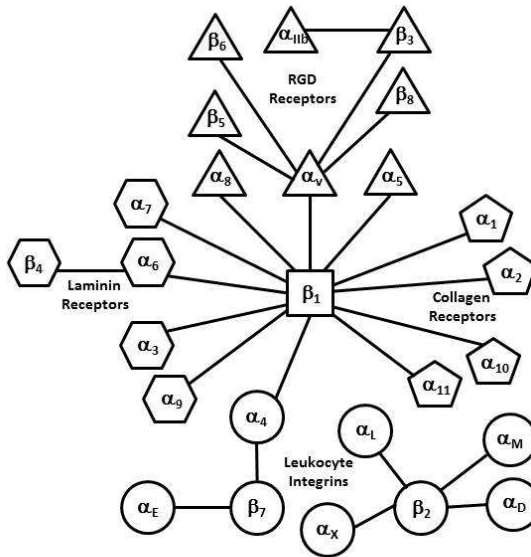 β6
αIIb
β3
RGD
Receptors
β5
β8
α8
αv
α5
α7
α1
β4
α6
Laminin
Receptors
β1
α2
Collagen
Receptors
α3
α10
α9
α11
α4
αL
αM
Leukocyte
Integrins
αE
β7
αX
β2
αD